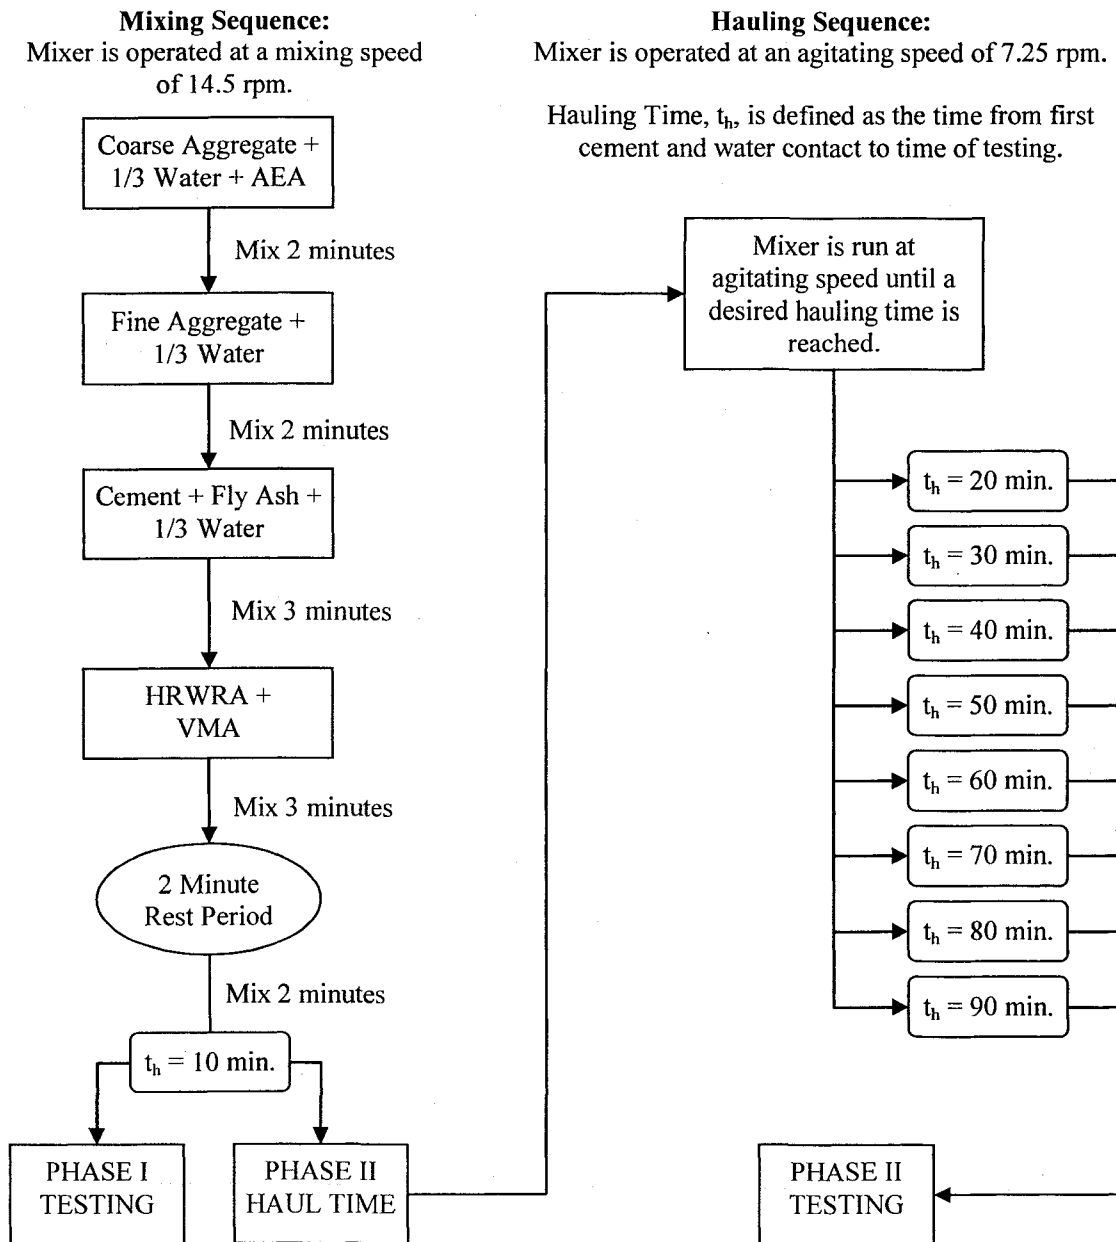 Mixing Sequence:
Mixer is operated at a mixing speed
of 14.5 rpm.
Coarse Aggregate +
1/3 Water + AEA
Mix 2 minutes
Fine Aggregate +
1/3 Water
Mix 2 minutes
Cement + Fly Ash +
1/3 Water
Mix 3 minutes
HRWRA +
VMA
Mix 3 minutes
2 Minute
Rest Period
Mix 2 minutes
th = 10 min.
PHASE I
TESTING
PHASE II
HAUL TIME
Hauling Sequence:
Mixer is operated at an agitating speed of 7.25 rpm.
Hauling Time, th, is defined as the time from first
cement and water contact to time of testing.
Mixer is run at
agitating speed until a
desired hauling time is
reached.
th = 20 min.
th = 30 min.
th = 40 min.
th = 50 min.
th = 60 min.
th = 70 min.
th = 80 min.
th = 90 min.
PHASE II
TESTING